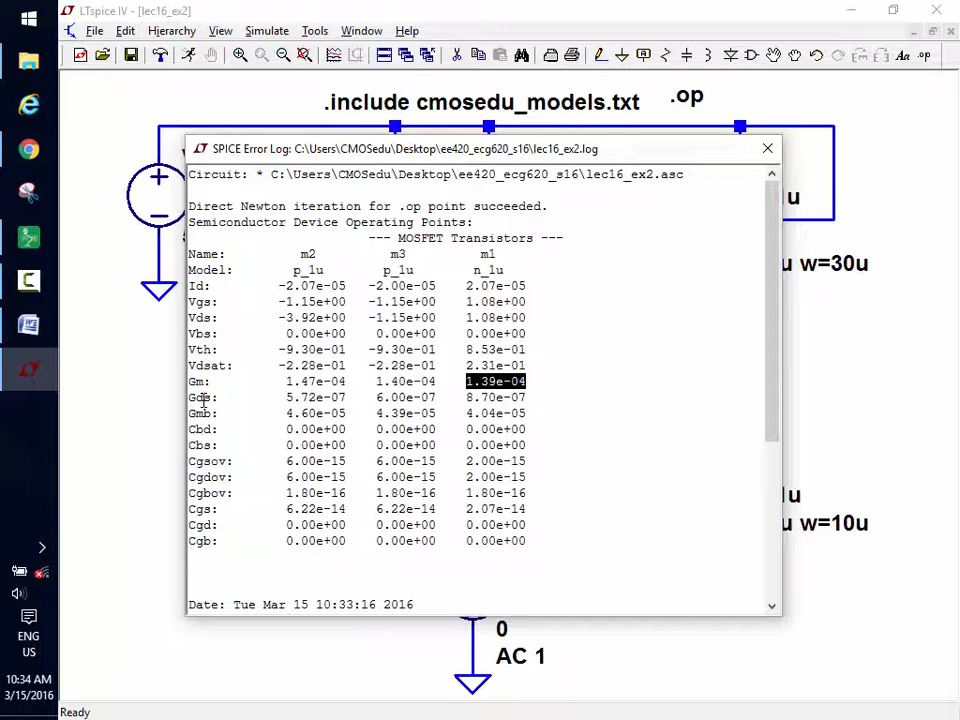 LTspice IV - [lec16_ex2]
File Edit Hierarchy View Simulate Tools Window Help
.include cmosedu_models.txt .op
SPICE Error Log: C:\Users\CMOSedu\Desktop\ee420_ecg620_s16\lec16_ex2.log
Circuit: * C:\Users\CMOSedu\Desktop\ee420_ecg620_s16\lec16_ex2.asc
Direct Newton iteration for .op point succeeded.
Semiconductor Device Operating Points:
--- MOSFET Transistors ---
Name: m2 m3 m1
Model: p_1u p_1u n_1u
Id: -2.07e-05 -2.00e-05 2.07e-05
Vgs: -1.15e+00 -1.15e+00 1.08e+00
Vds: -3.92e+00 -1.15e+00 1.08e+00
Vbs: 0.00e+00 0.00e+00 0.00e+00
Vth: -9.30e-01 -9.30e-01 8.53e-01
Vdsat: -2.28e-01 -2.28e-01 2.31e-01
Gm: 1.47e-04 1.40e-04 1.39e-04
Gds: 5.72e-07 6.00e-07 8.70e-07
Gmb: 4.60e-05 4.39e-05 4.04e-05
Cbd: 0.00e+00 0.00e+00 0.00e+00
Cbs: 0.00e+00 0.00e+00 0.00e+00
Cgsov: 6.00e-15 6.00e-15 2.00e-15
Cgdov: 6.00e-15 6.00e-15 2.00e-15
Cgbov: 1.80e-16 1.80e-16 1.80e-16
Cgs: 6.22e-14 6.22e-14 2.07e-14
Cgd: 0.00e+00 0.00e+00 0.00e+00
Cgb: 0.00e+00 0.00e+00 0.00e+00
Date: Tue Mar 15 10:33:16 2016
u w=30u
u w=10u
0
AC 1
ENG
US
10:34 AM
3/15/2016
Ready